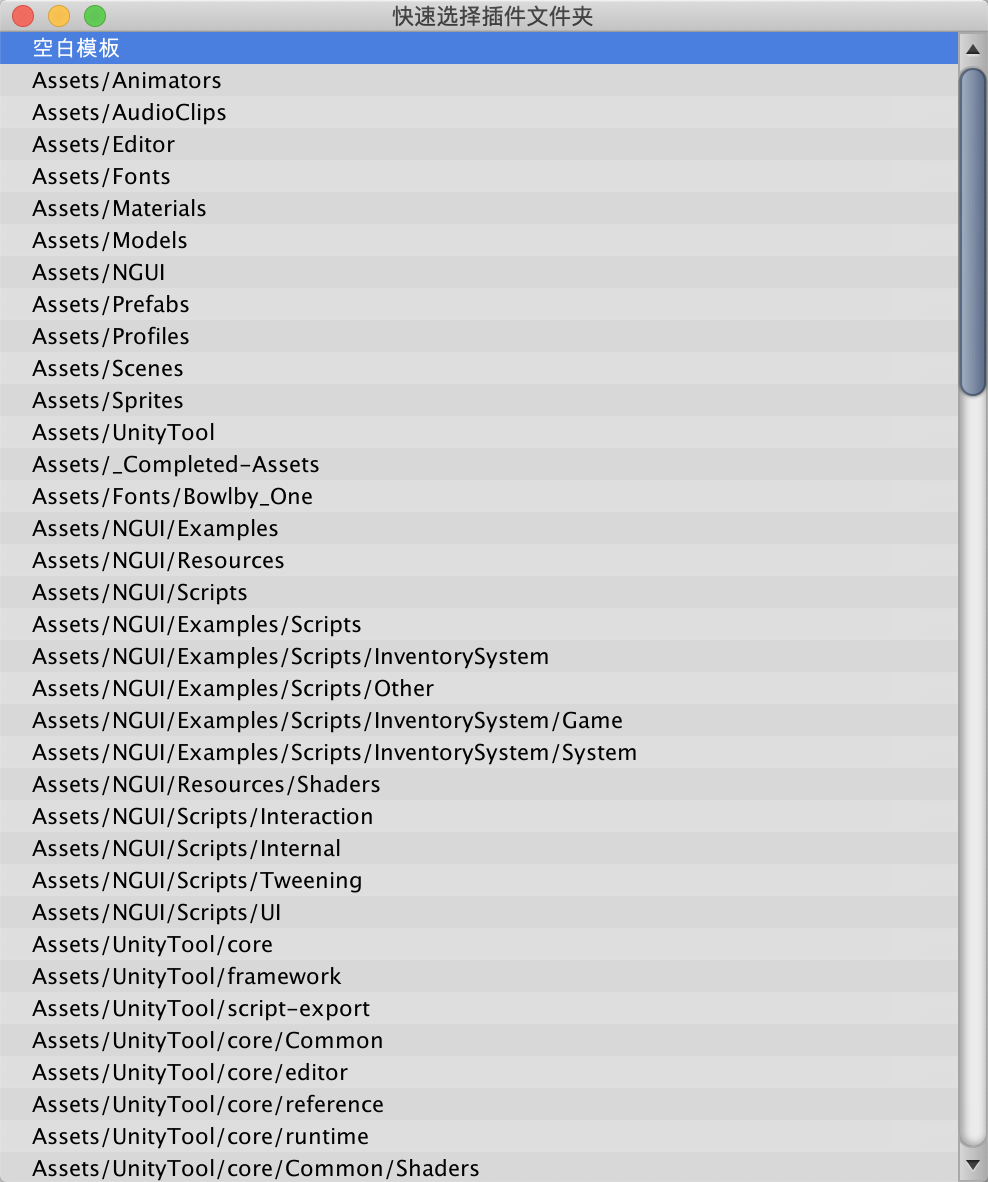 快速选择插件文件夹
空白模板
Assets/Animators
Assets/AudioClips
Assets/Editor
Assets/Fonts
Assets/Materials
Assets/Models
Assets/NGUI
Assets/Prefabs
Assets/Profiles
Assets/Scenes
Assets/Sprites
Assets/UnityTool
Assets/_Completed-Assets
Assets/Fonts/Bowlby_One
Assets/NGUI/Examples
Assets/NGUI/Resources
Assets/NGUI/Scripts
Assets/NGUI/Examples/Scripts
Assets/NGUI/Examples/Scripts/InventorySystem
Assets/NGUI/Examples/Scripts/Other
Assets/NGUI/Examples/Scripts/InventorySystem/Game
Assets/NGUI/Examples/Scripts/InventorySystem/System
Assets/NGUI/Resources/Shaders
Assets/NGUI/Scripts/Interaction
Assets/NGUI/Scripts/Internal
Assets/NGUI/Scripts/Tweening
Assets/NGUI/Scripts/UI
Assets/UnityTool/core
Assets/UnityTool/framework
Assets/UnityTool/script-export
Assets/UnityTool/core/Common
Assets/UnityTool/core/editor
Assets/UnityTool/core/reference
Assets/UnityTool/core/runtime
Assets/UnityTool/core/Common/Shaders